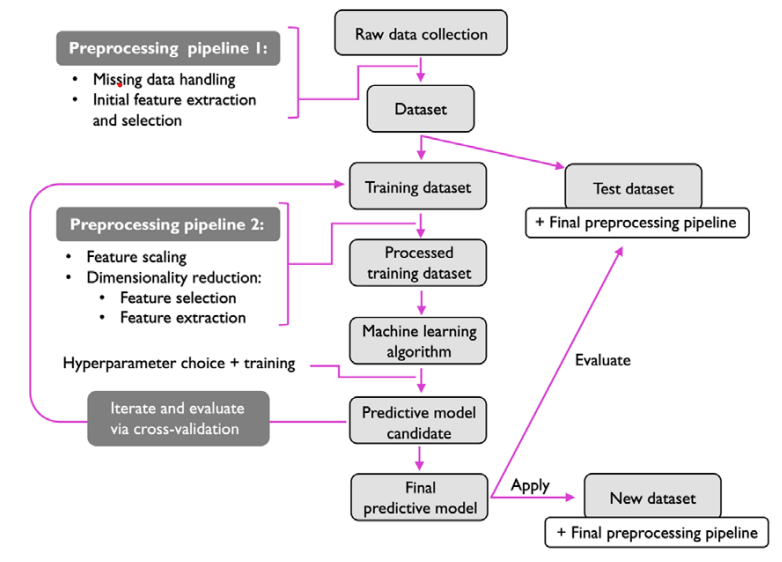 Raw data collection
Preprocessing pipeline 1:
• Missing data handling
• Initial feature extraction
and selection
Dataset
Training dataset
Test dataset
+ Final preprocessing pipeline
Preprocessing pipeline 2:
• Feature scaling
• Dimensionality reduction:
• Feature selection
• Feature extraction
Processed
training dataset
Machine learning
algorithm
Hyperparameter choice + training
Evaluate
Iterate and evaluate
via cross-validation
Predictive model
candidate
Final
predictive model
Apply
New dataset
+ Final preprocessing pipeline